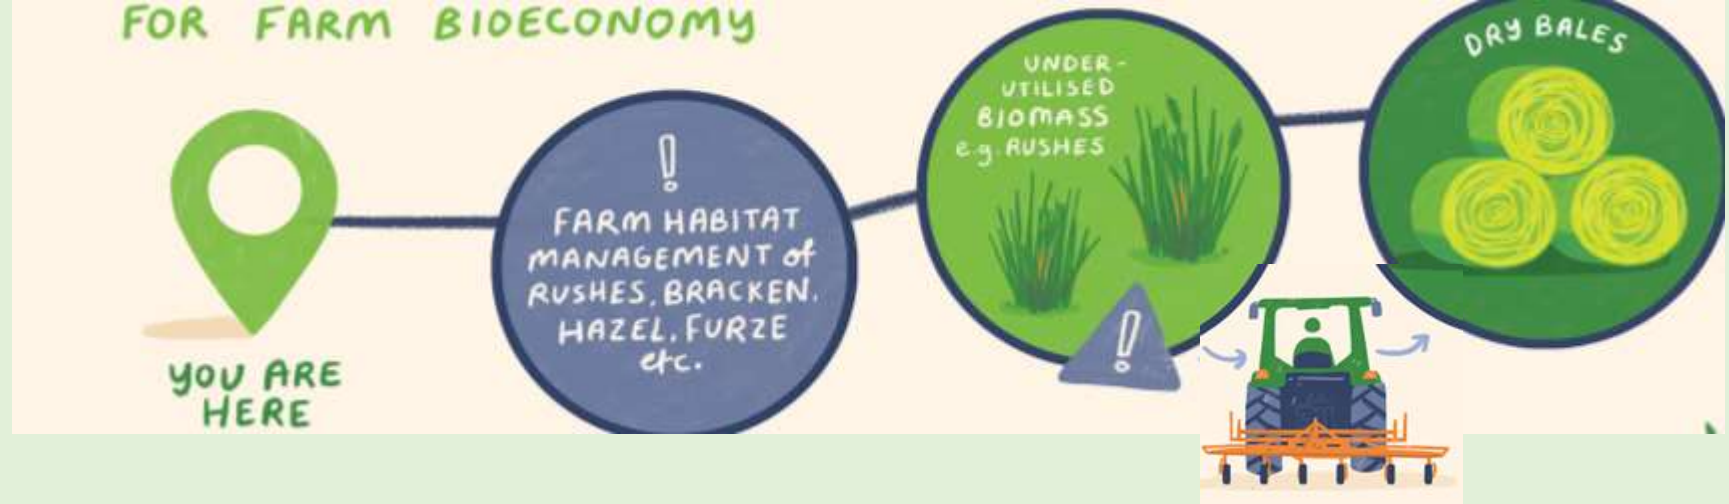 FOR FARM BIOECONOMY
YOU ARE
HERE
!
FARM HABITAT
MANAGEMENT of
RUSHES, BRACKEN,
HAZEL, FURZE
etc.
UNDER-
UTILISED
BIOMASS
e.g. RUSHES
!
DRY BALES